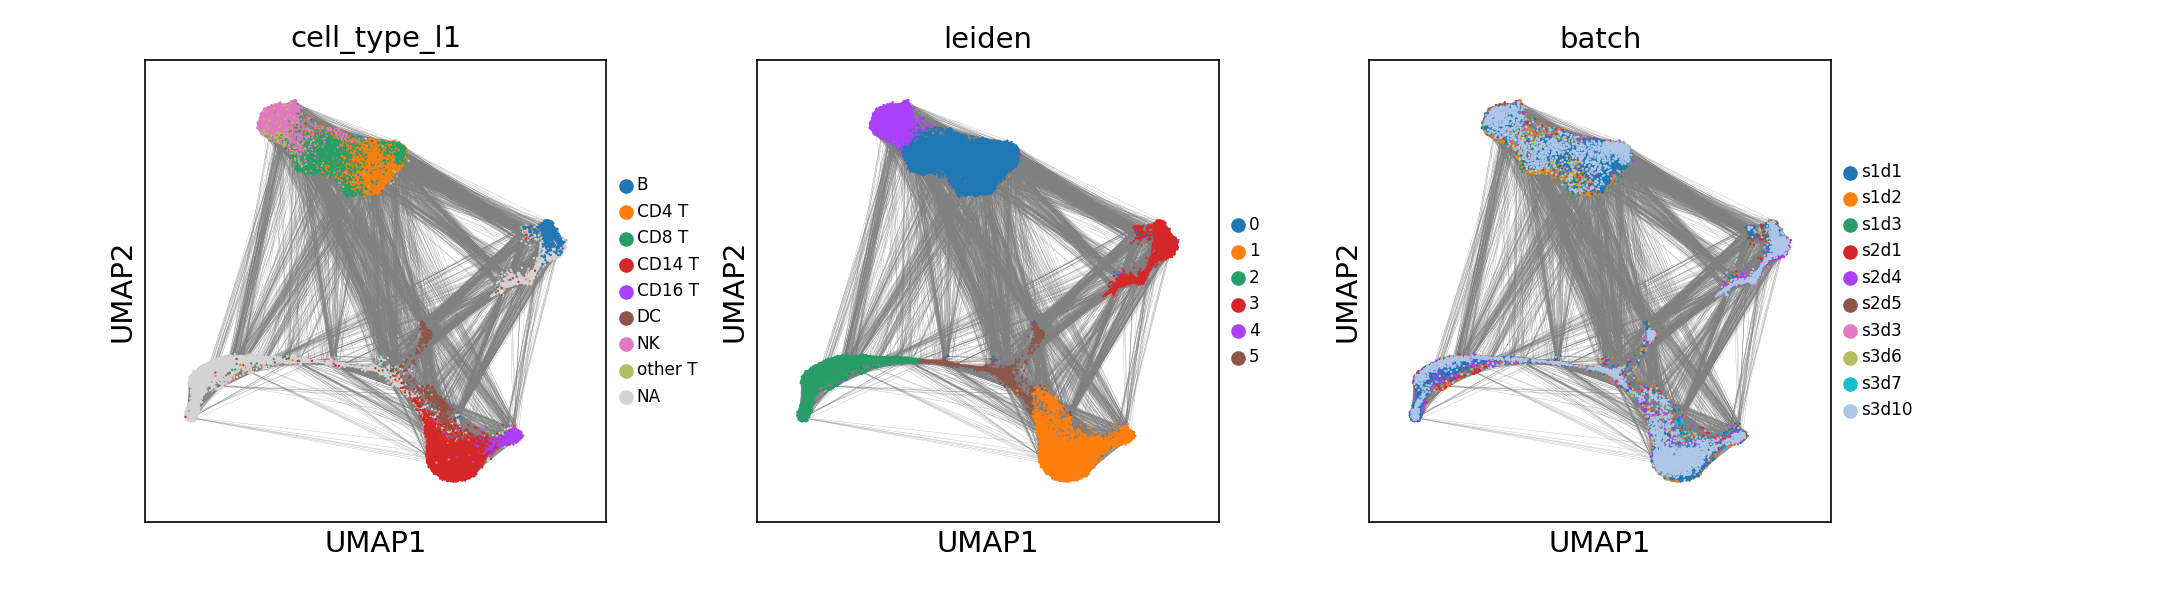 cell_type_l1
UMAP2
UMAP1
B
CD4 T
CD8 T
CD14 T
CD16 T
DC
NK
other T
NA
leiden
UMAP2
UMAP1
0
1
2
3
4
5
batch
UMAP2
UMAP1
s1d1
s1d2
s1d3
s2d1
s2d4
s2d5
s3d3
s3d6
s3d7
s3d10